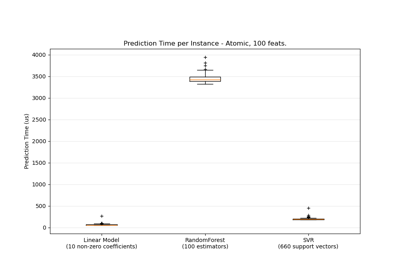 Prediction Time per Instance - Atomic, 100 feats.
4000
3500
3000
2500
2000
1500
1000
500
0
Prediction Time (us)
Linear Model
(10 non-zero coefficients)
RandomForest
(100 estimators)
SVR
(660 support vectors)